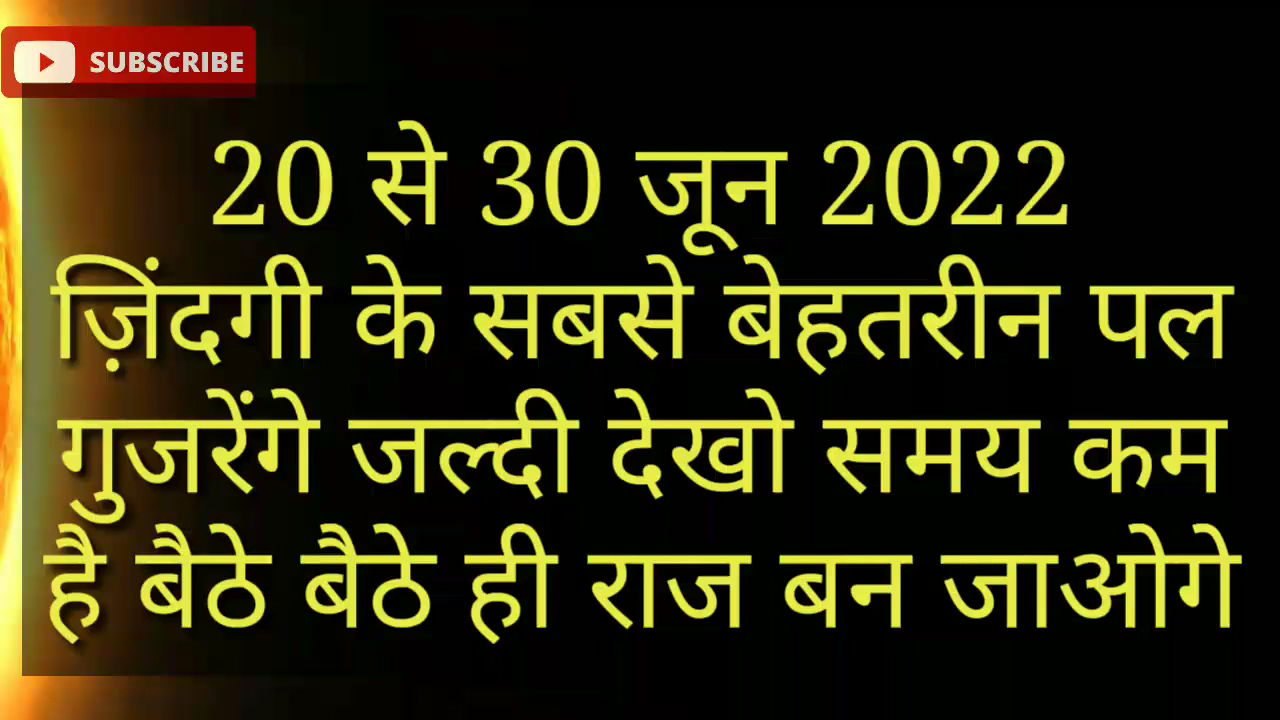 SUBSCRIBE
20 से 30 जून 2022
ज़िंदगी के सबसे बेहतरीन पल
गुजरेंगे जल्दी देखो समय कम
है बैठे बैठे ही राज बन जाओगे